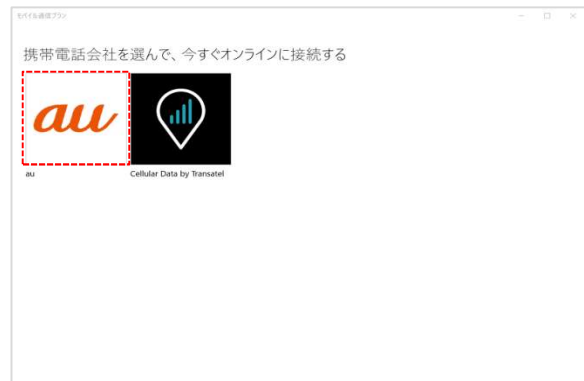 モバイル通信プラン
携帯電話会社を選んで、今すぐオンラインに接続する
au
au
Cellular Data by Transatel